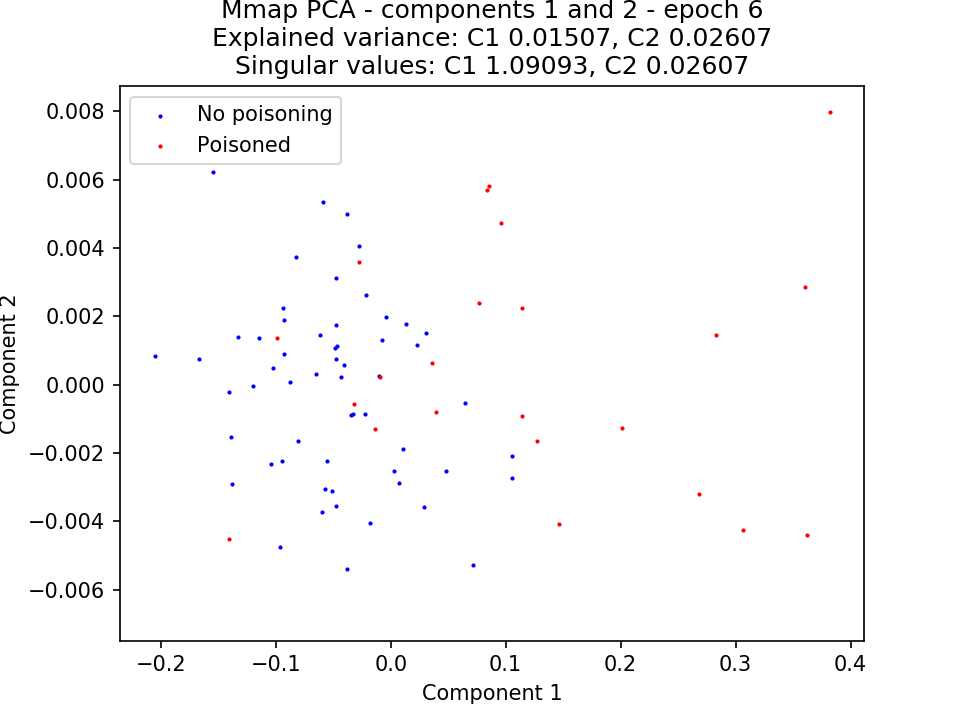 Mmap PCA - components 1 and 2 - epoch 6
Explained variance: C1 0.01507, C2 0.02607
Singular values: C1 1.09093, C2 0.02607
No poisoning
Poisoned
0.008
0.006
0.004
0.002
0.000
−0.002
−0.004
−0.006
Component 2
−0.2
−0.1
0.0
0.1
0.2
0.3
0.4
Component 1